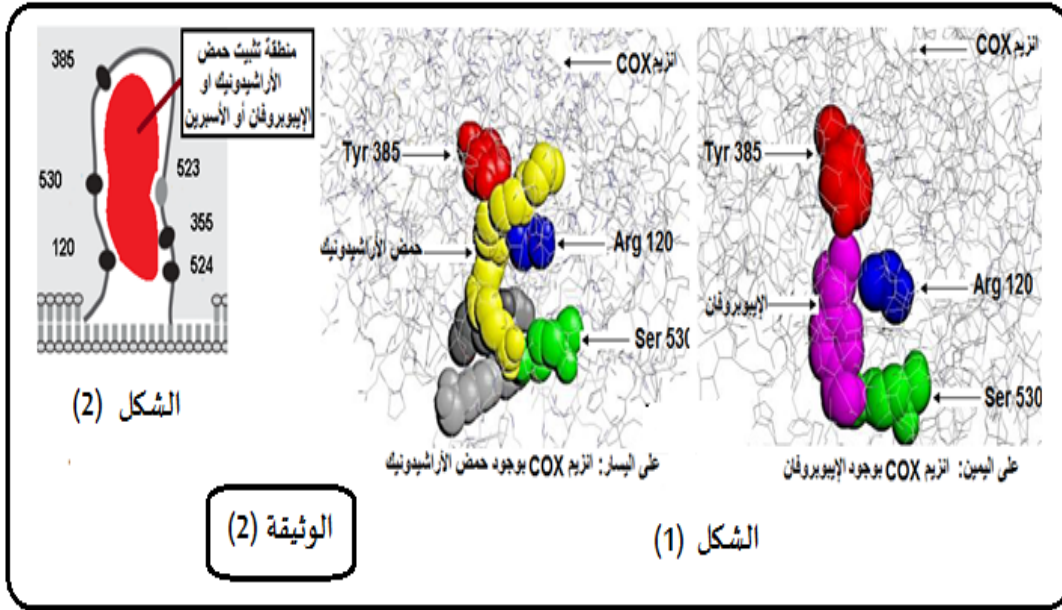 385
منطقة تثبيت حمض
الأراشيدونيك او
الإيبوبروفان أو الأسبرين
530
523
120
355
524
الشكل (2)
انزيم COX
Tyr 385
حمض الأراشيدونيك
Arg 120
Ser 530
على اليسار: انزيم COX بوجود حمض الأراشيدونيك
انزيم COX
Tyr 385
الإيبوبروفان
Arg 120
Ser 530
على اليمين: انزيم COX بوجود الإيبوبروفان
الشكل (1)
الوثيقة (2)